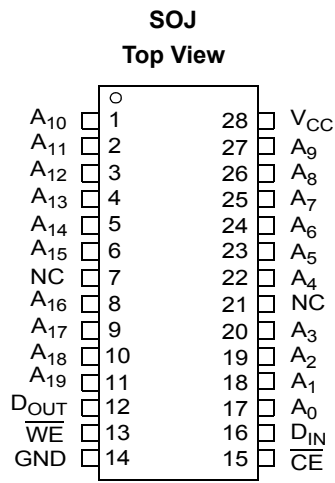 SOJ
Top View
A10 1 28 VCC
A11 2 27 A9
A12 3 26 A8
A13 4 25 A7
A14 5 24 A6
A15 6 23 A5
NC 7 22 A4
A16 8 21 NC
A17 9 20 A3
A18 10 19 A2
A19 11 18 A1
DOUT 12 17 A0
W̅E̅ 13 16 DIN
GND 14 15 C̅E̅